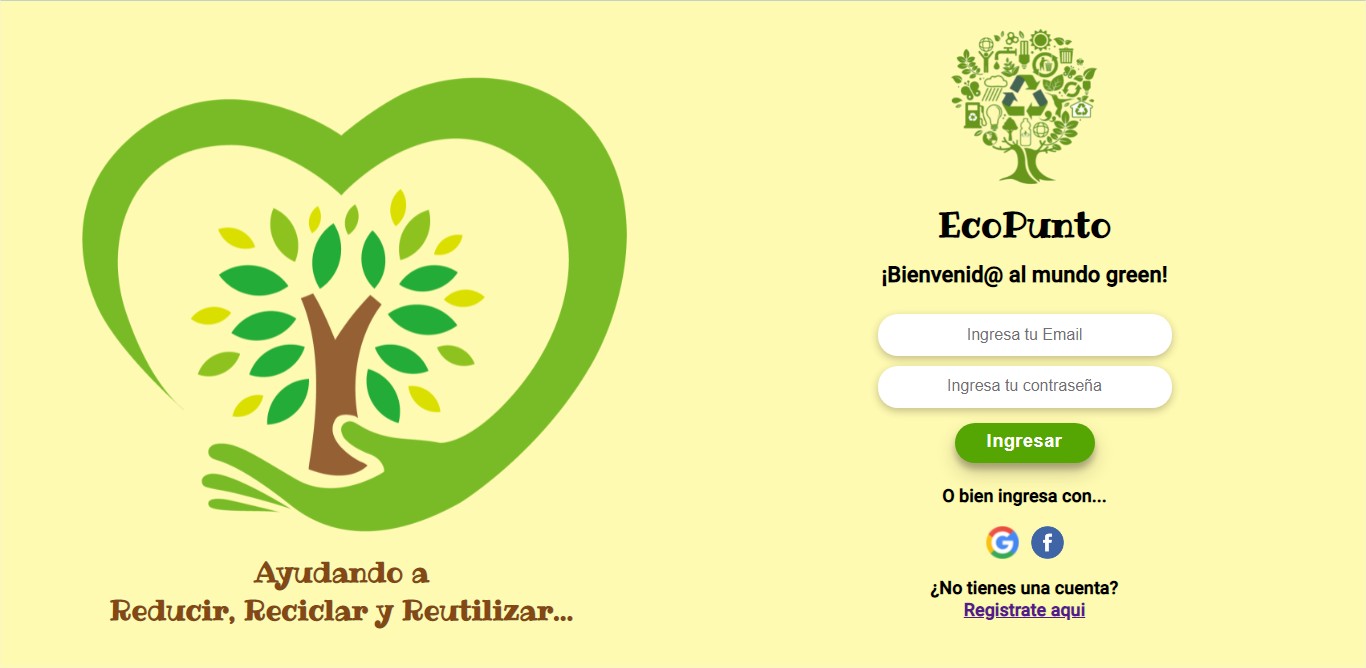 Ayudando a
Reducir, Reciclar y Reutilizar...
EcoPunto
¡Bienvenid@ al mundo green!
Ingresa tu Email
Ingresa tu contraseña
Ingresar
O bien ingresa con...
¿No tienes una cuenta?
Registrate aqui